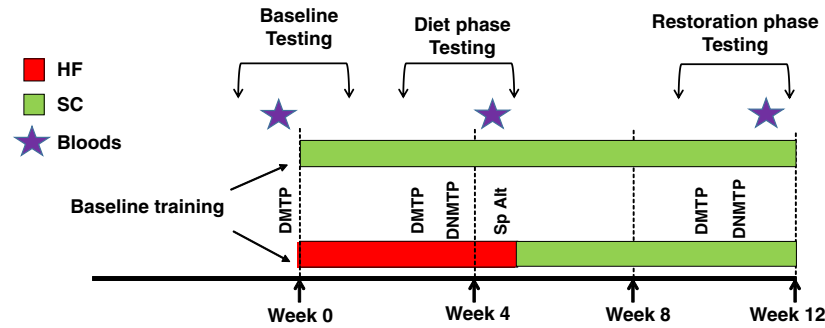 Baseline
Testing
Diet phase
Testing
Restoration phase
Testing
HF
SC
Bloods
Baseline training
DMTP
DMTP
DNMTP
Sp Alt
DMTP
DNMTP
Week 0
Week 4
Week 8
Week 12